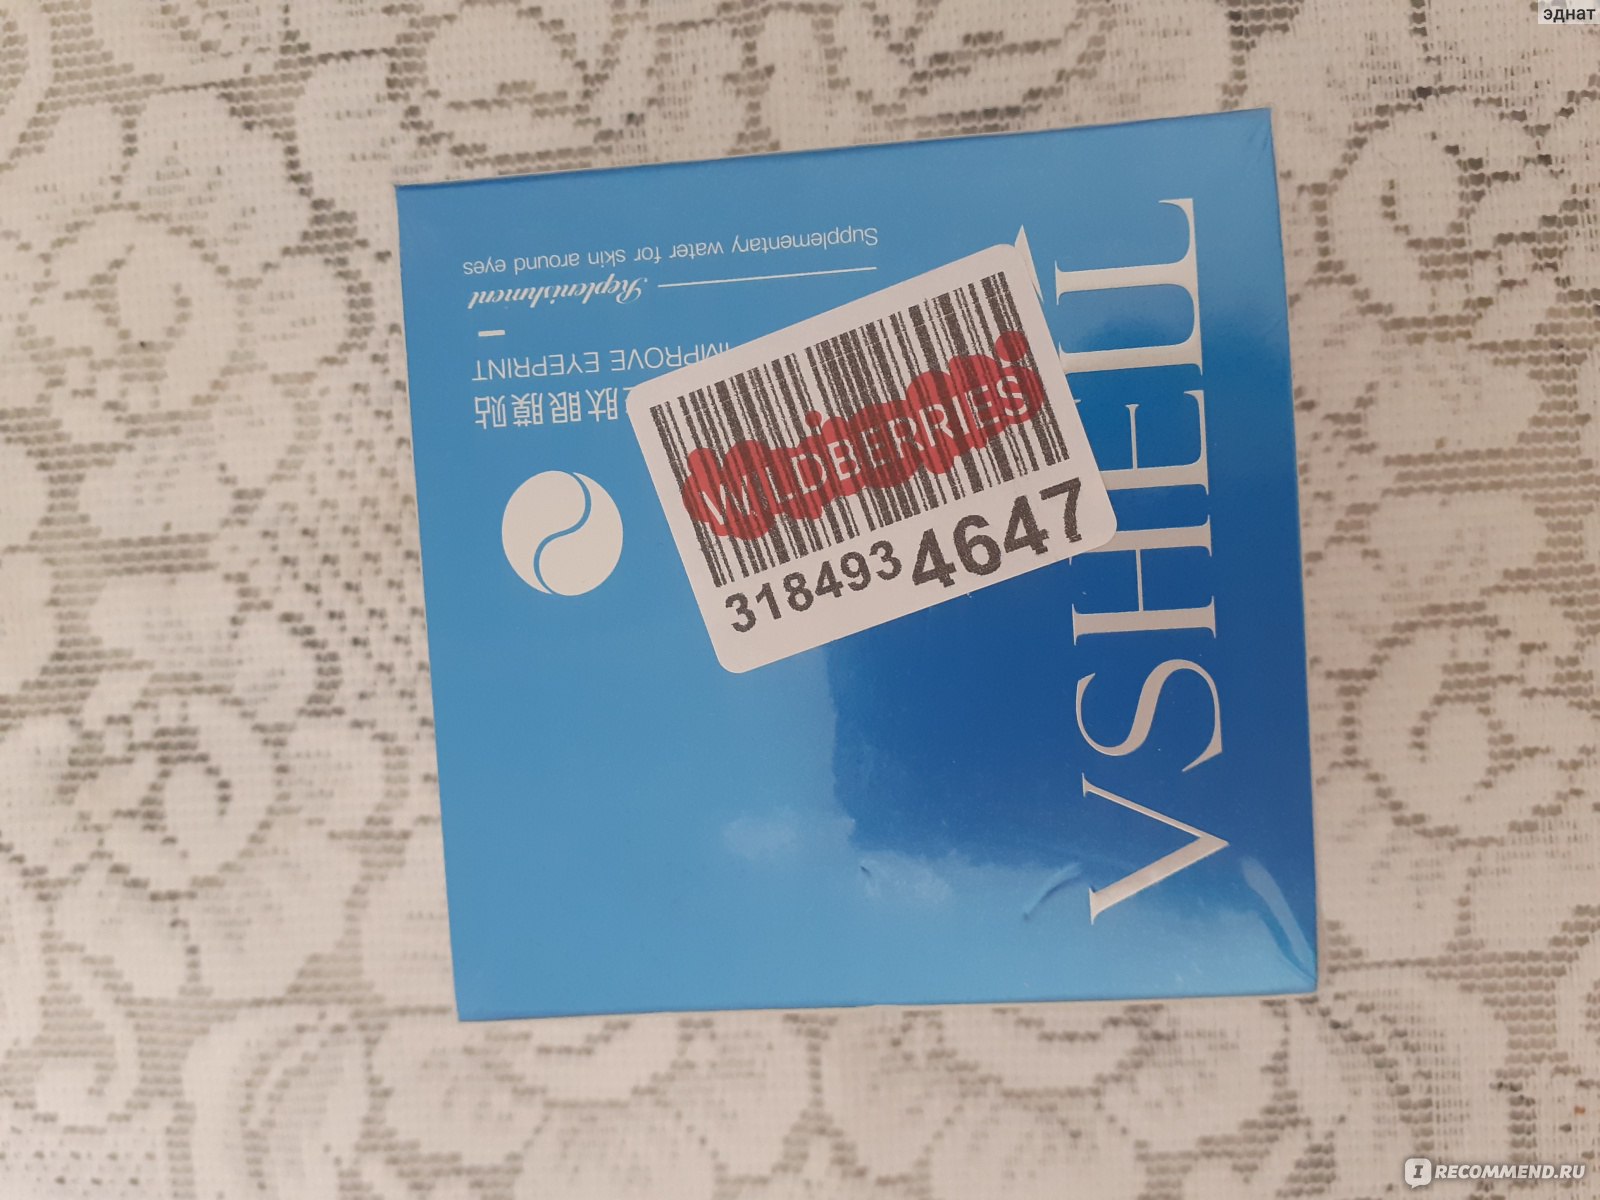 эднат
VSHELL
肽眼膜贴
IMPROVE EYEPRINT
Replenishment
Supplementary water for skin around eyes
WILDBERRIES
318493 4647
IRECOMMEND.RU